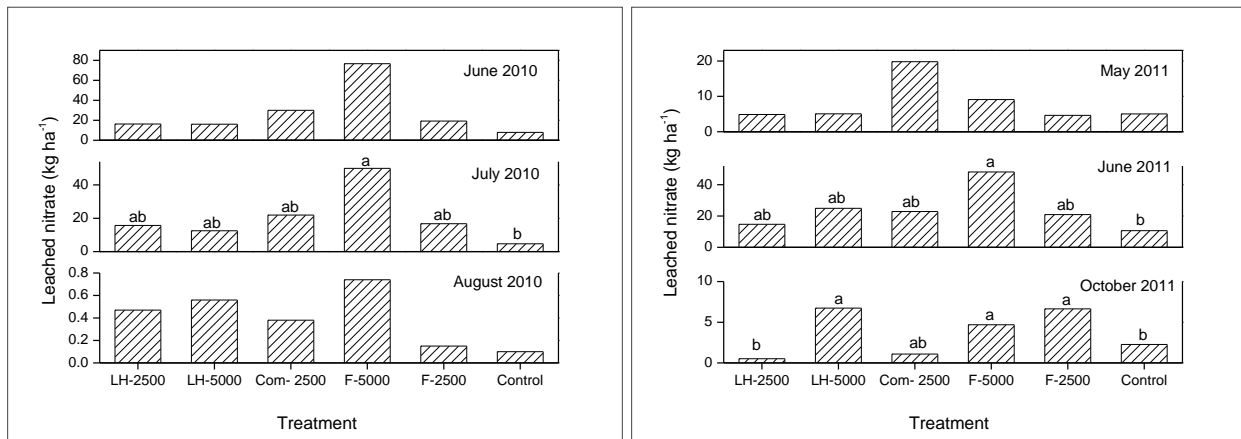 80
60
40
20
0
June 2010
40
20
0
July 2010
ab
ab
ab
a
ab
b
0.8
0.6
0.4
0.2
0.0
August 2010
LH-2500
LH-5000
Com- 2500
F-5000
F-2500
Control
Leached nitrate (kg ha⁻¹)
Treatment
20
10
0
May 2011
40
20
0
June 2011
ab
ab
ab
a
ab
b
10
5
0
October 2011
b
a
ab
a
a
b
LH-2500
LH-5000
Com- 2500
F-5000
F-2500
Control
Leached nitrate (kg ha⁻¹)
Treatment